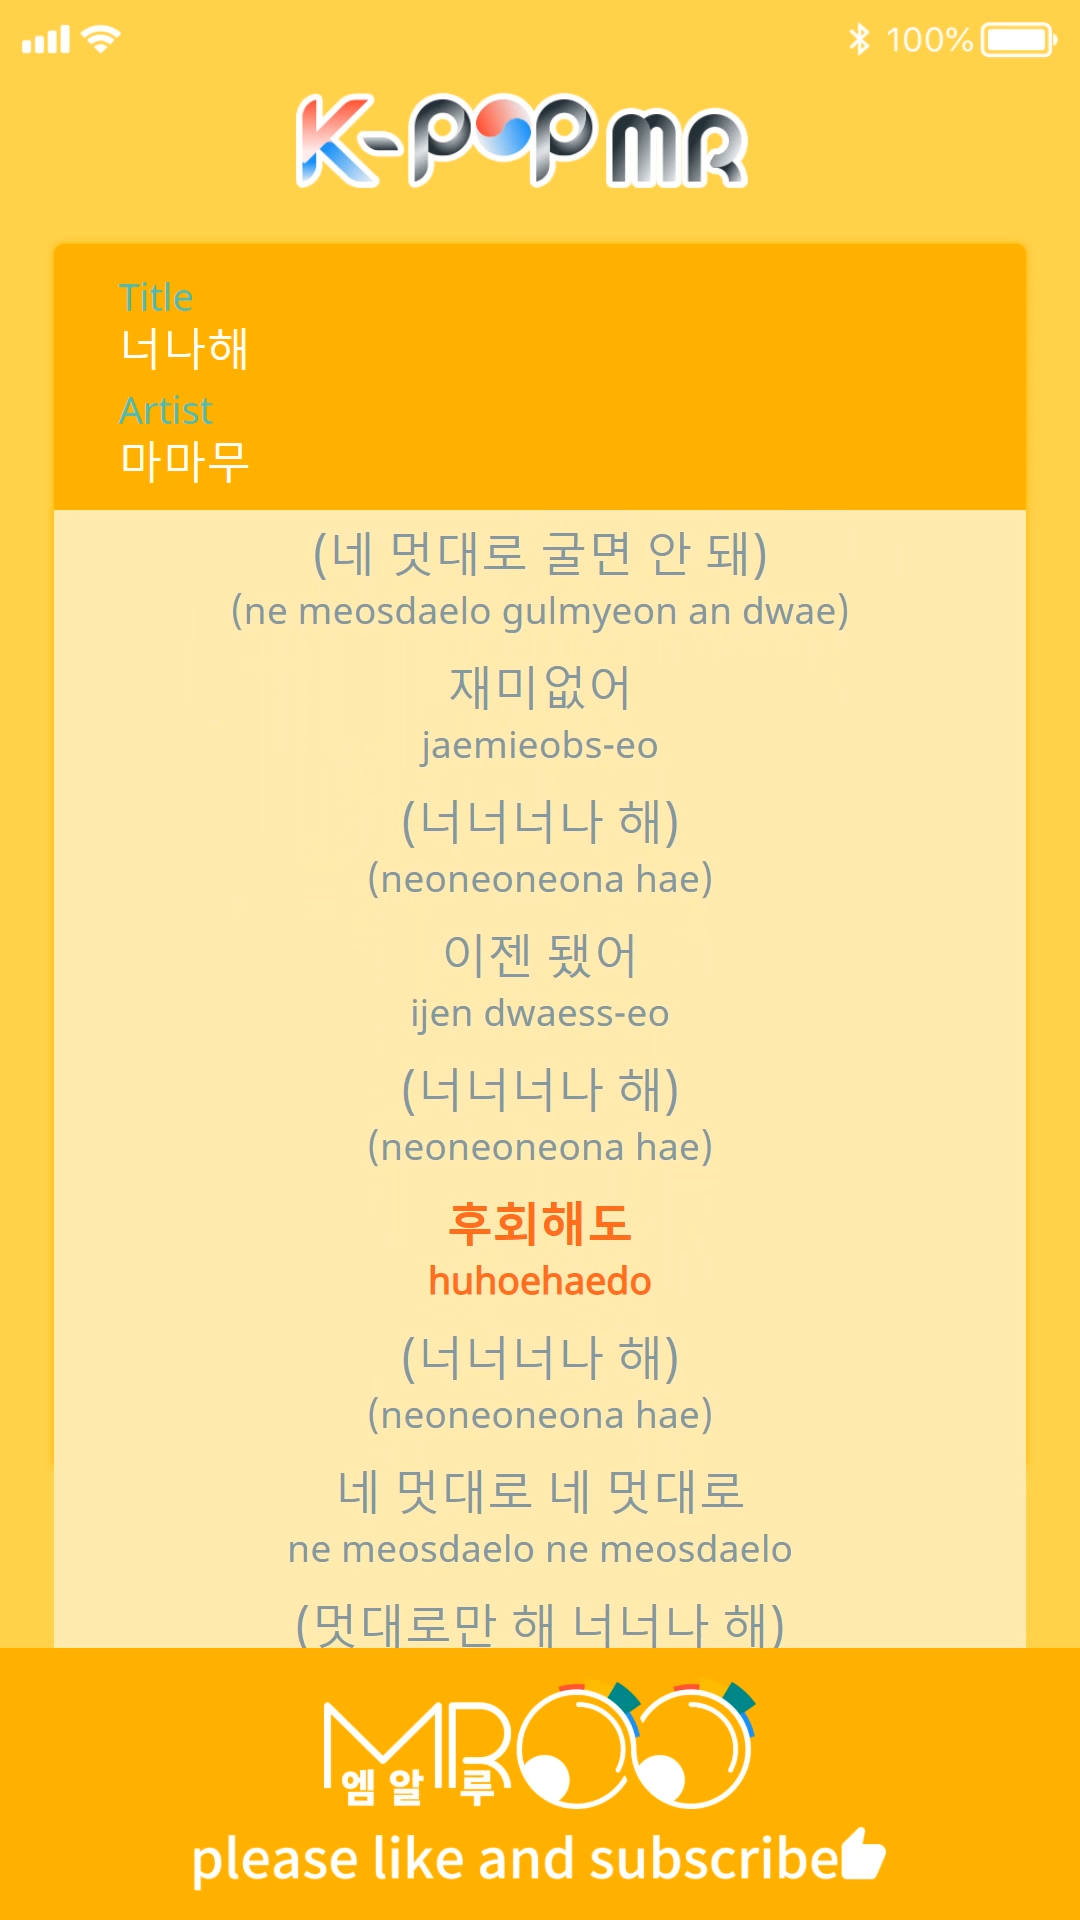 100%
K-POP MR
Title
너나해
Artist
마마무
(네 멋대로 굴면 안 돼)
(ne meosdaelo gulmyeon an dwae)
재미없어
jaemieobs-eo
(너너너나 해)
(neoneoneona hae)
이젠 됐어
ijen dwaess-eo
(너너너나 해)
(neoneoneona hae)
후회해도
huhoehaedo
(너너너나 해)
(neoneoneona hae)
네 멋대로 네 멋대로
ne meosdaelo ne meosdaelo
(멋대로만 해 너너나 해)
MROO
엠 알 루
please like and subscribe